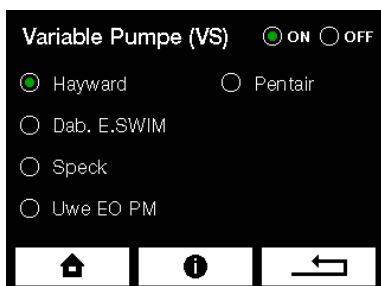 Variable Pumpe (VS) ON OFF
Hayward Pentair
Dab. E.SWIM
Speck
Uwe EO PM